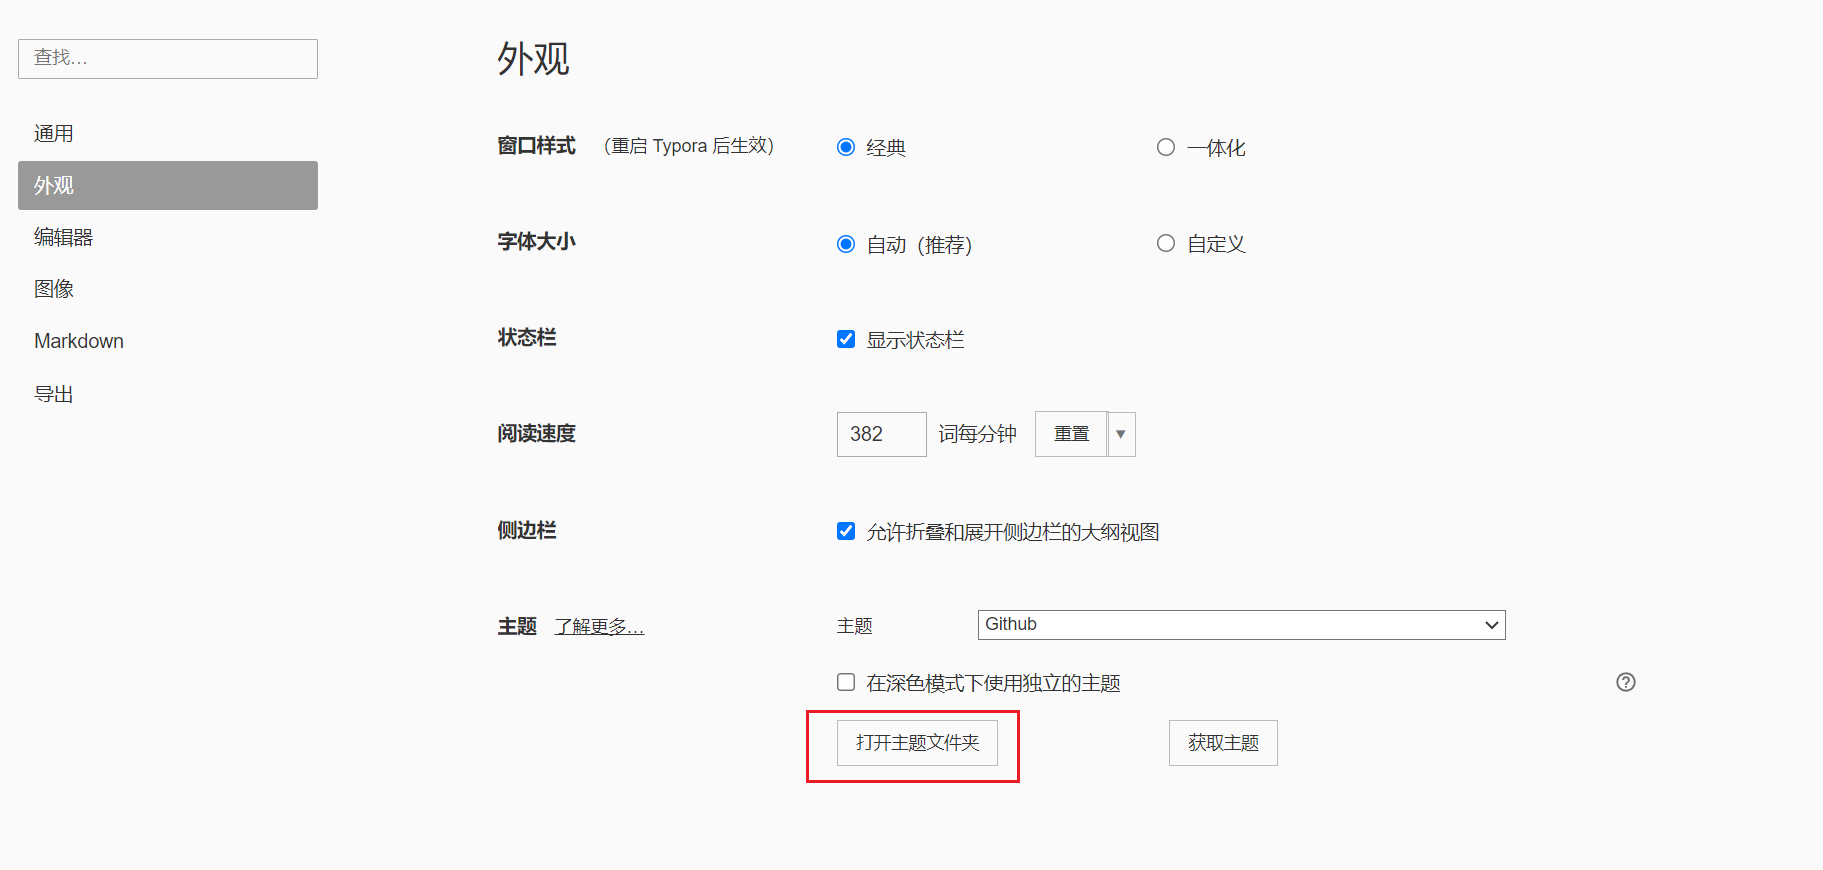 查找...
通用
外观
编辑器
图像
Markdown
导出
外观
窗口样式 （重启 Typora 后生效） 经典 一体化
字体大小 自动（推荐） 自定义
状态栏 显示状态栏
阅读速度 382 词每分钟 重置 ▼
侧边栏 允许折叠和展开侧边栏的大纲视图
主题 了解更多... 主题 Github
在深色模式下使用独立的主题 ?
打开主题文件夹 获取主题